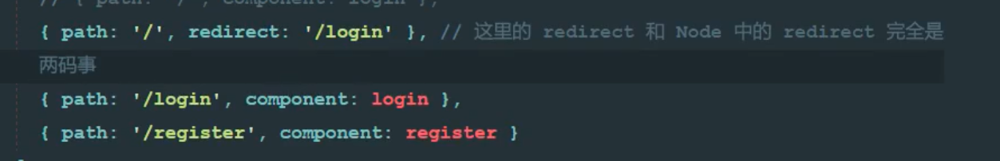 // { path: '/', component: login },
{ path: '/', redirect: '/login' }, // 这里的 redirect 和 Node 中的 redirect 完全是
两码事
{ path: '/login', component: login },
{ path: '/register', component: register }